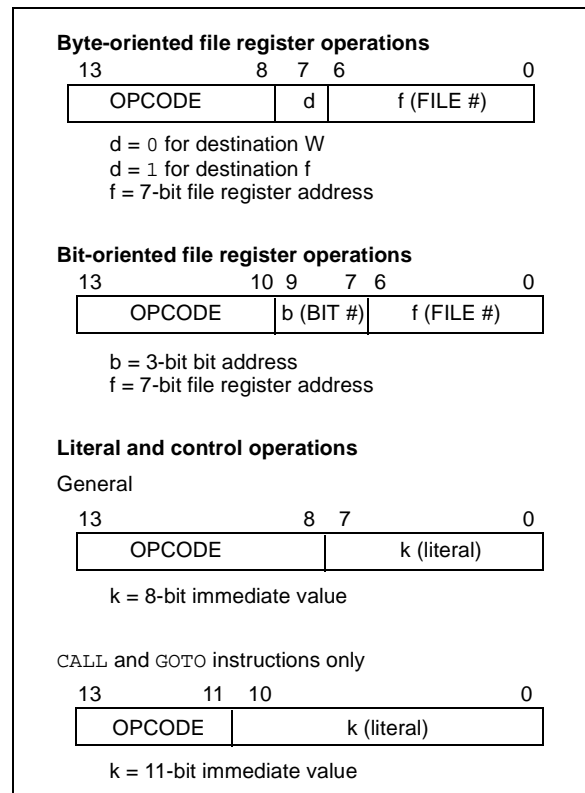 Byte-oriented file register operations
13 8 7 6 0
OPCODE d f (FILE #)
d = 0 for destination W
d = 1 for destination f
f = 7-bit file register address
Bit-oriented file register operations
13 10 9 7 6 0
OPCODE b (BIT #) f (FILE #)
b = 3-bit bit address
f = 7-bit file register address
Literal and control operations
General
13 8 7 0
OPCODE k (literal)
k = 8-bit immediate value
CALL and GOTO instructions only
13 11 10 0
OPCODE k (literal)
k = 11-bit immediate value